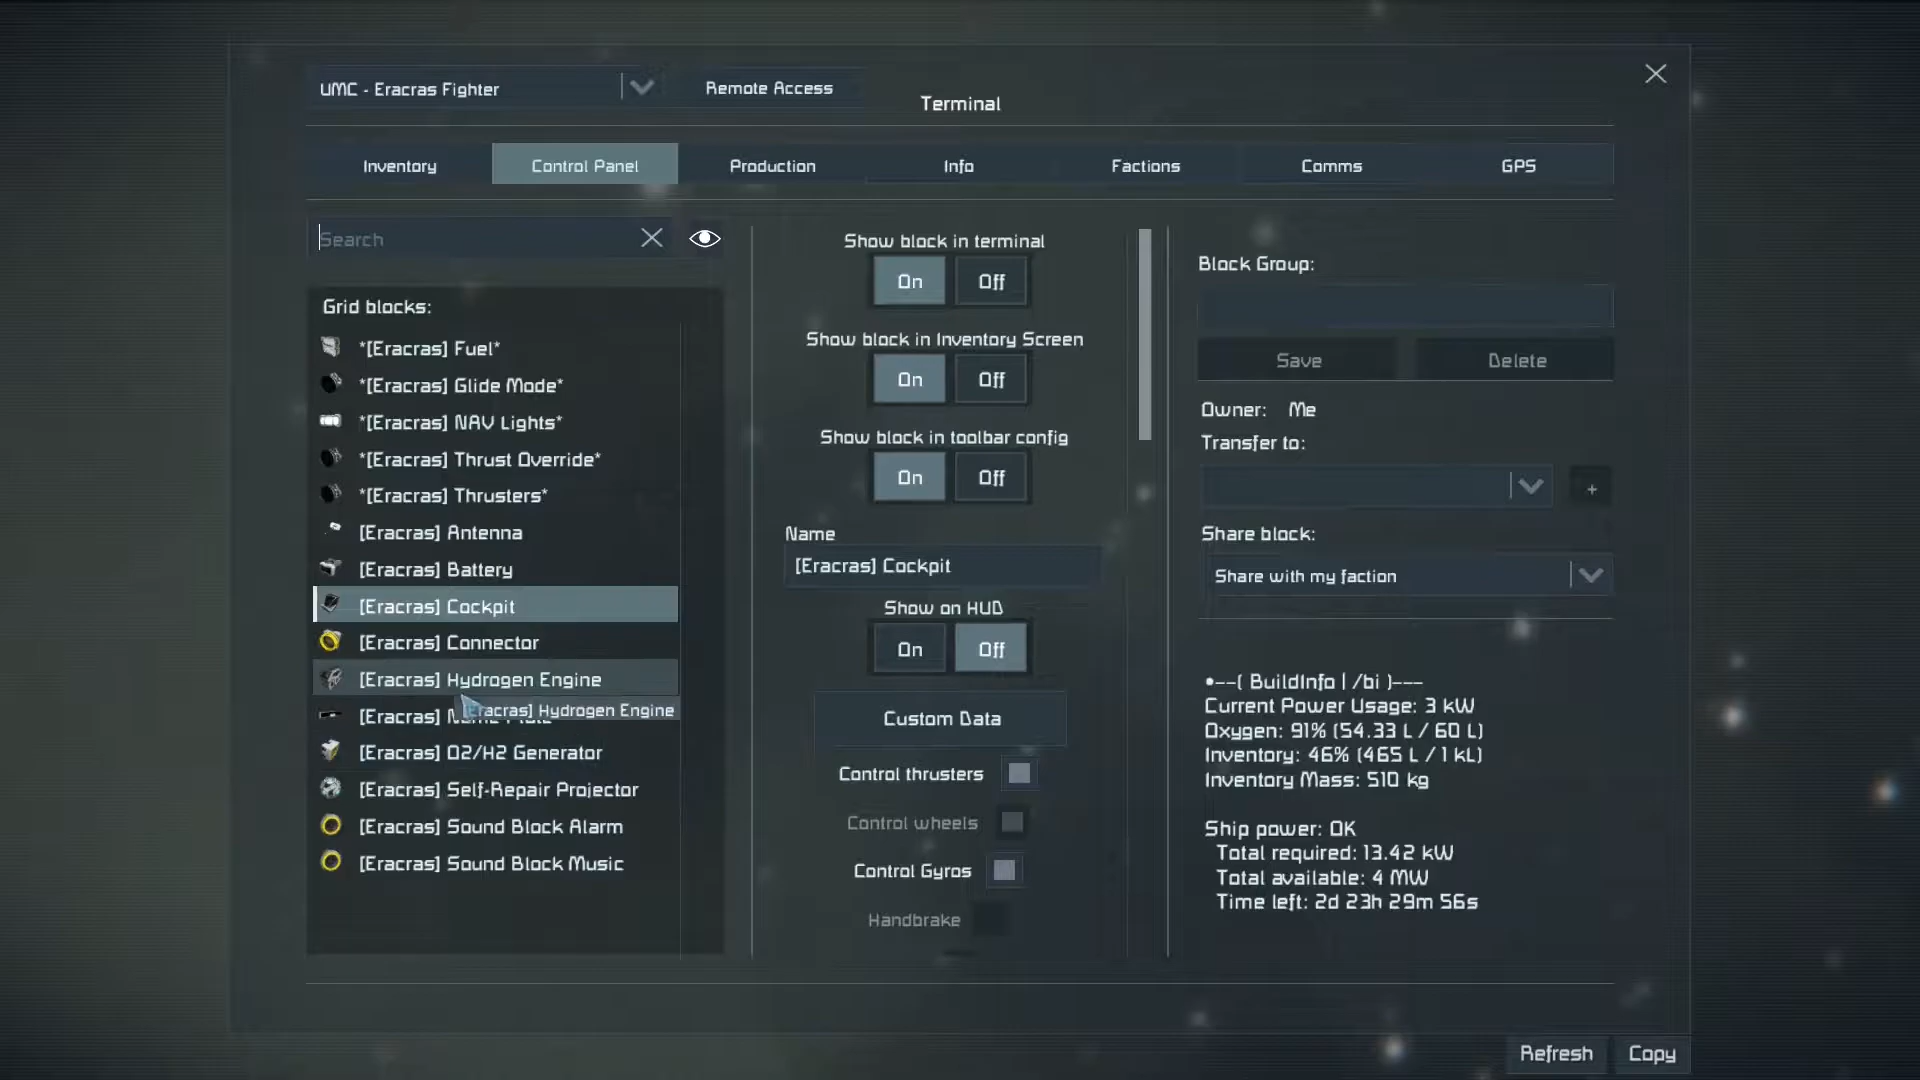 UMC - Eracras Fighter
Remote Access
Terminal
Inventory
Control Panel
Production
Info
Factions
Comms
GPS
Search
Grid blocks:
*[Eracras] Fuel*
*[Eracras] Glide Mode*
*[Eracras] NAV Lights*
*[Eracras] Thrust Override*
*[Eracras] Thrusters*
[Eracras] Antenna
[Eracras] Battery
[Eracras] Cockpit
[Eracras] Connector
[Eracras] Hydrogen Engine
[Eracras]
[Eracras] Hydrogen Engine
[Eracras] O2/H2 Generator
[Eracras] Self-Repair Projector
[Eracras] Sound Block Alarm
[Eracras] Sound Block Music
Show block in terminal
On Off
Show block in Inventory Screen
On Off
Show block in toolbar config
On Off
Name
[Eracras] Cockpit
Show on HUD
On Off
Custom Data
Control thrusters
Control wheels
Control Gyros
Handbrake
Block Group:
Save
Delete
Owner: Me
Transfer to:
+
Share block:
Share with my faction
•--( BuildInfo | /bi )---
Current Power Usage: 3 kW
Oxygen: 91% (54.33 L / 60 L)
Inventory: 46% (465 L / 1 kL)
Inventory Mass: 510 kg
Ship power: OK
Total required: 13.42 kW
Total available: 4 MW
Time left: 2d 23h 29m 56s
Refresh
Copy